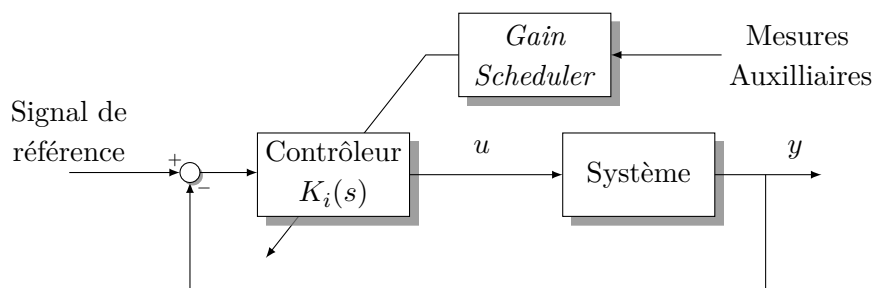 Gain
Scheduler
Mesures
Auxilliaires
Signal de
référence
+
−
Contrôleur
K_i(s)
u
Système
y